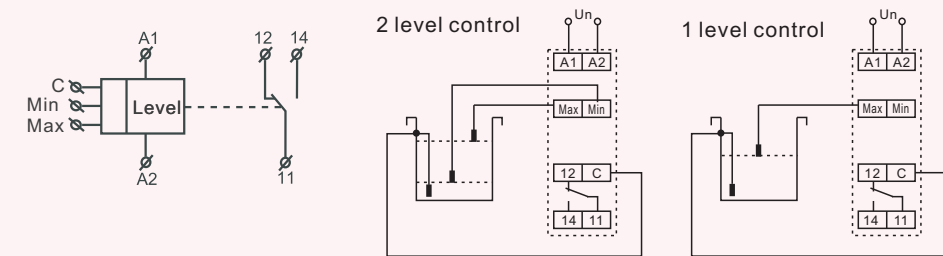 A1
12 14
C
Min
Max
Level
A2
11
2 level control
Un
A1 A2
Max Min
12 C
14 11
1 level control
Un
A1 A2
Max Min
12 C
14 11